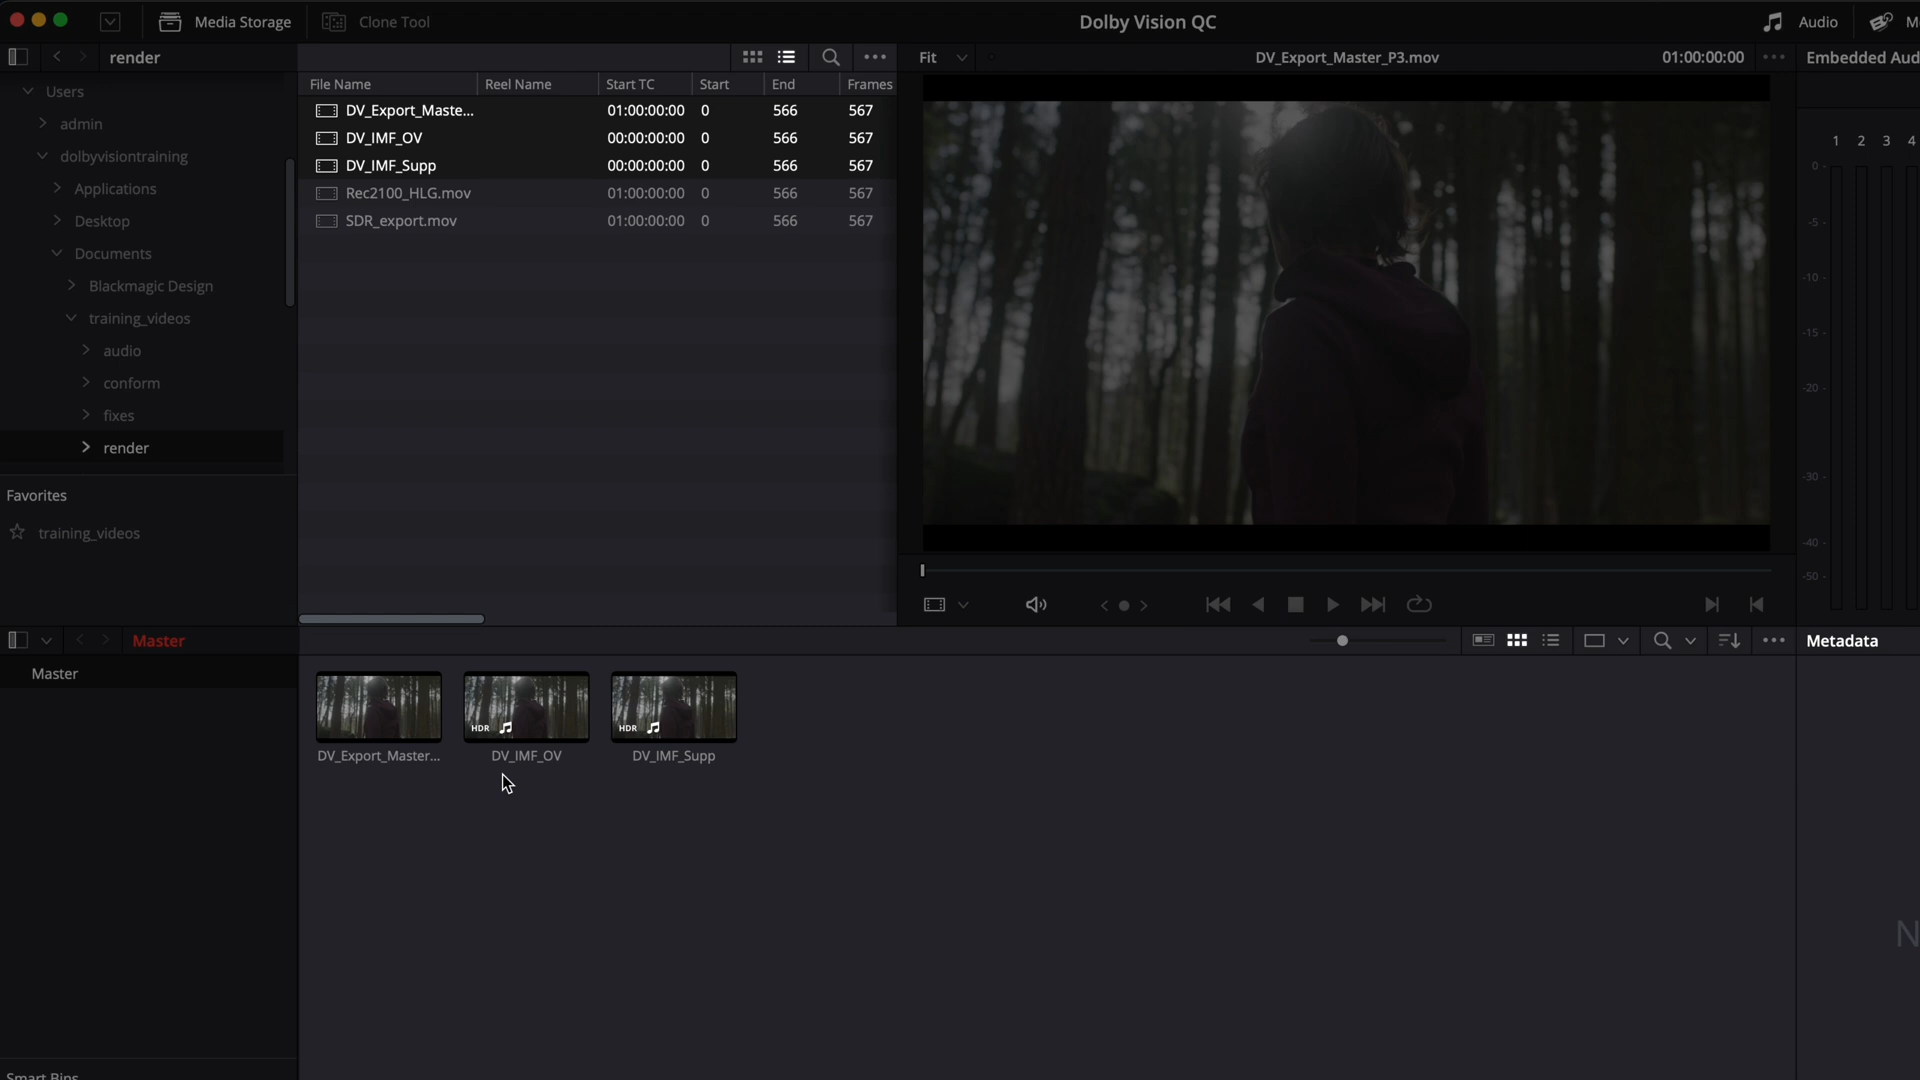 Media Storage
Clone Tool
Dolby Vision QC
Audio
render
Fit
DV_Export_Master_P3.mov
01:00:00:00
Embedded Aud
Users
admin
dolbyvisiontraining
Applications
Desktop
Documents
Blackmagic Design
training_videos
audio
conform
fixes
render
Favorites
training_videos
File Name Reel Name Start TC Start End Frames
DV_Export_Maste... 01:00:00:00 0 566 567
DV_IMF_OV 00:00:00:00 0 566 567
DV_IMF_Supp 00:00:00:00 0 566 567
Rec2100_HLG.mov 01:00:00:00 0 566 567
SDR_export.mov 01:00:00:00 0 566 567
1 2 3 4
0
-5
-10
-15
-20
-30
-40
-50
Master
Master
HDR
HDR
DV_Export_Master...
DV_IMF_OV
DV_IMF_Supp
Metadata
N
Smart Bins